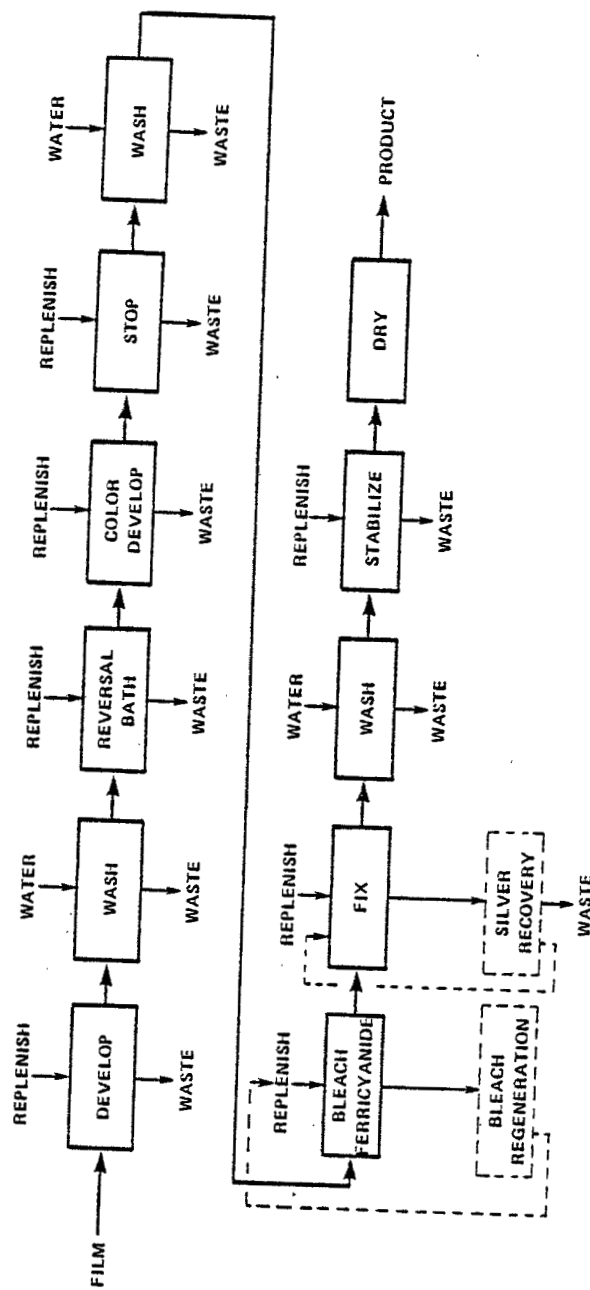 FILM
REPLENISH
DEVELOP
WASTE
WATER
WASH
WASTE
REPLENISH
REVERSAL
BATH
WASTE
REPLENISH
COLOR
DEVELOP
WASTE
REPLENISH
STOP
WASTE
WATER
WASH
WASTE
REPLENISH
BLEACH
FERRICYANIDE
BLEACH
REGENERATION
REPLENISH
FIX
SILVER
RECOVERY
WASTE
WATER
WASH
WASTE
REPLENISH
STABILIZE
WASTE
DRY
PRODUCT